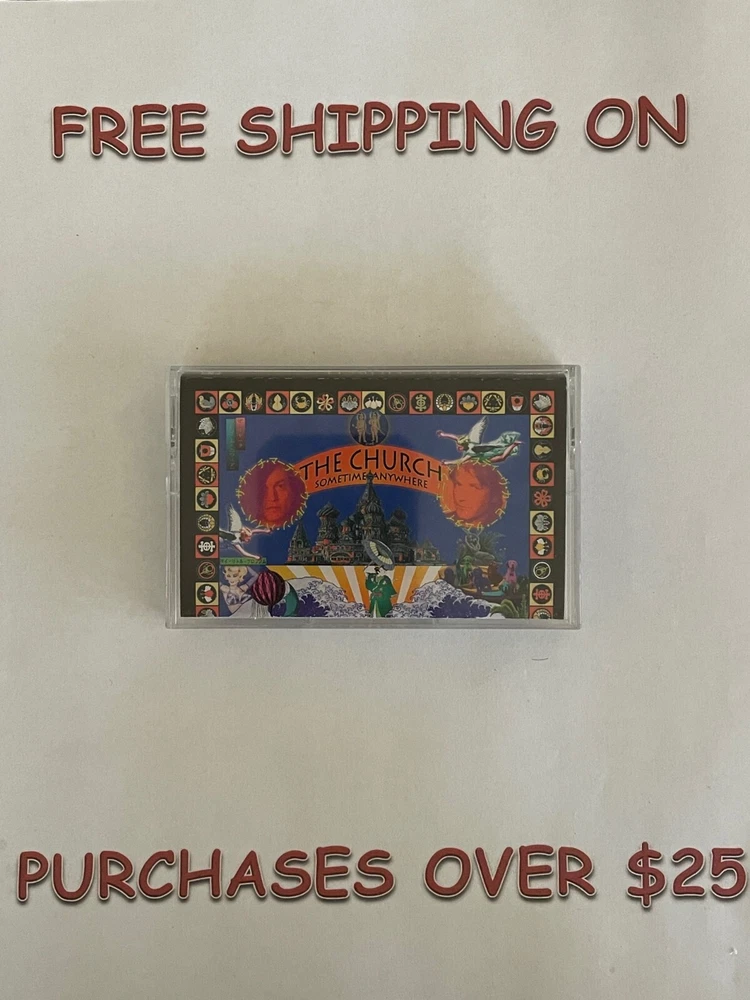 FREE SHIPPING ON
THE CHURCH
SOMETIME ANYWHERE
PURCHASES OVER $25